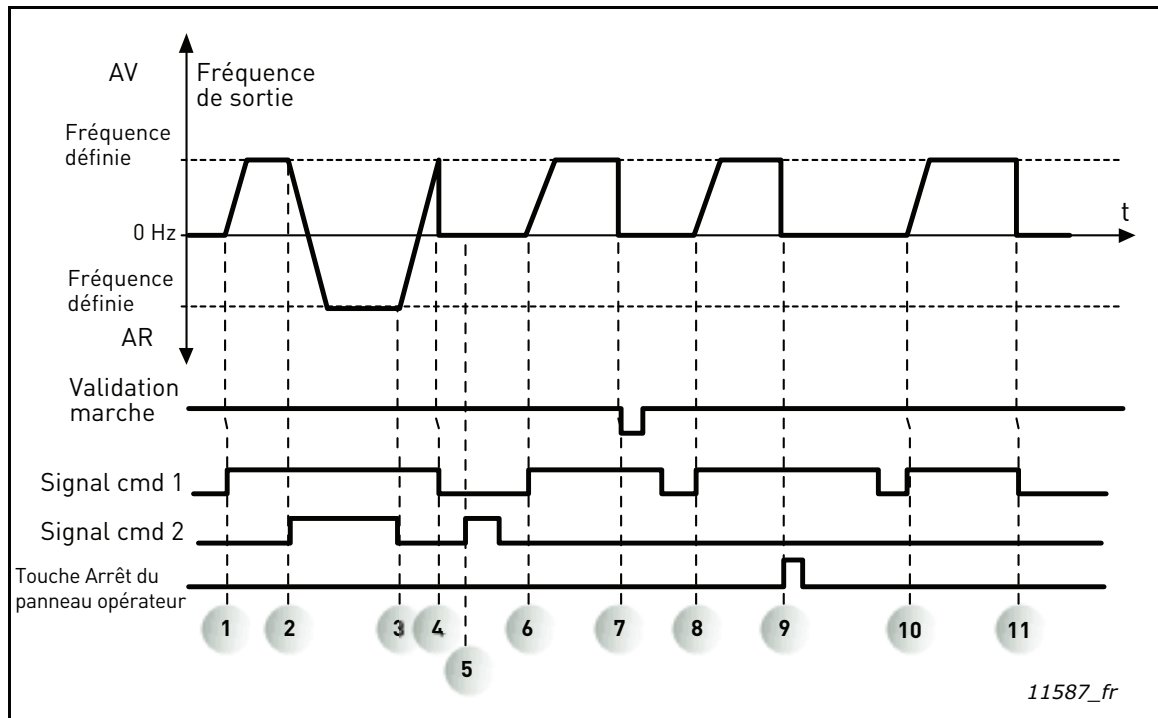 AV
Fréquence
de sortie
Fréquence
définie
0 Hz
t
Fréquence
définie
AR
Validation
marche
Signal cmd 1
Signal cmd 2
Touche Arrêt du
panneau opérateur
1 2 3 4 6 7 8 9 10 11
5
11587_fr